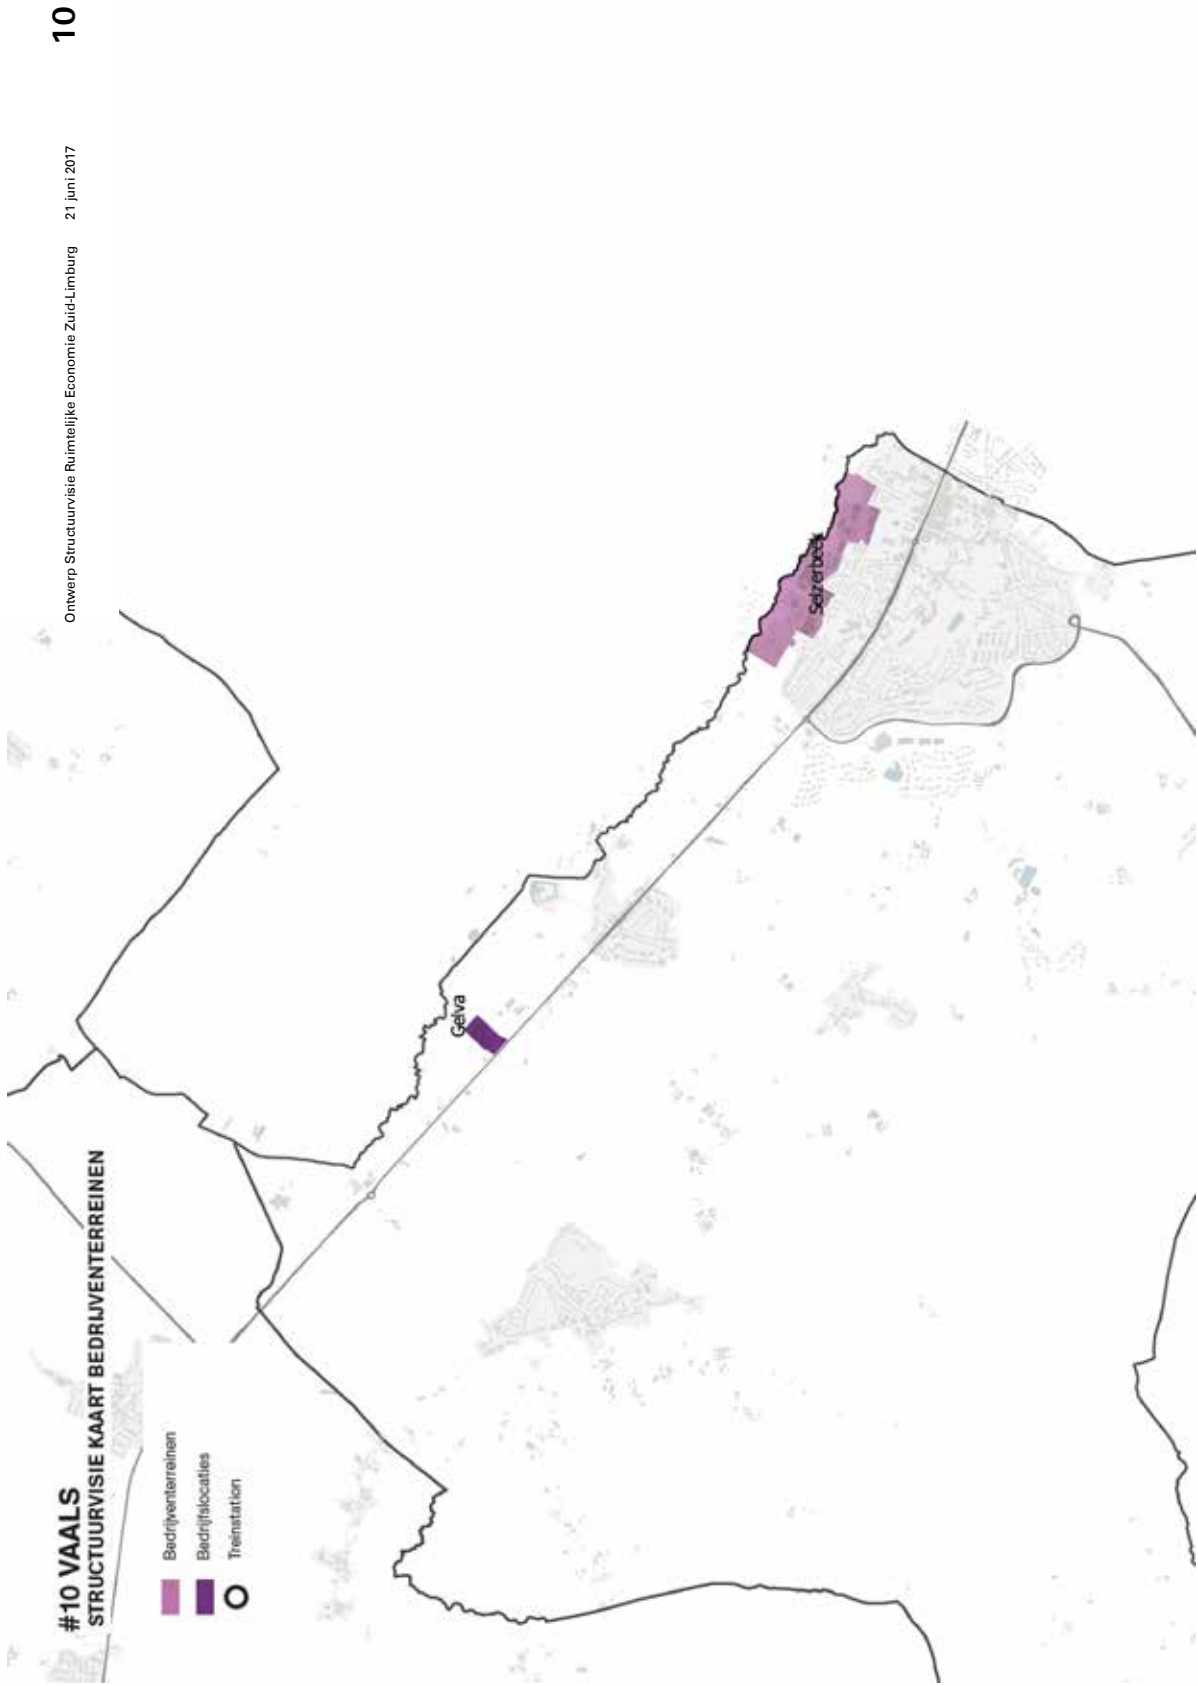 #10 VAALS
STRUCTUURVISIE KAART BEDRIJVENTERREINEN
Bedrijventerreinen
Bedrijfslocaties
Treinstation
Gelva
Selzerbeek
Ontwerp Structuurvisie Ruimtelijke Economie Zuid-Limburg 21 juni 2017
10